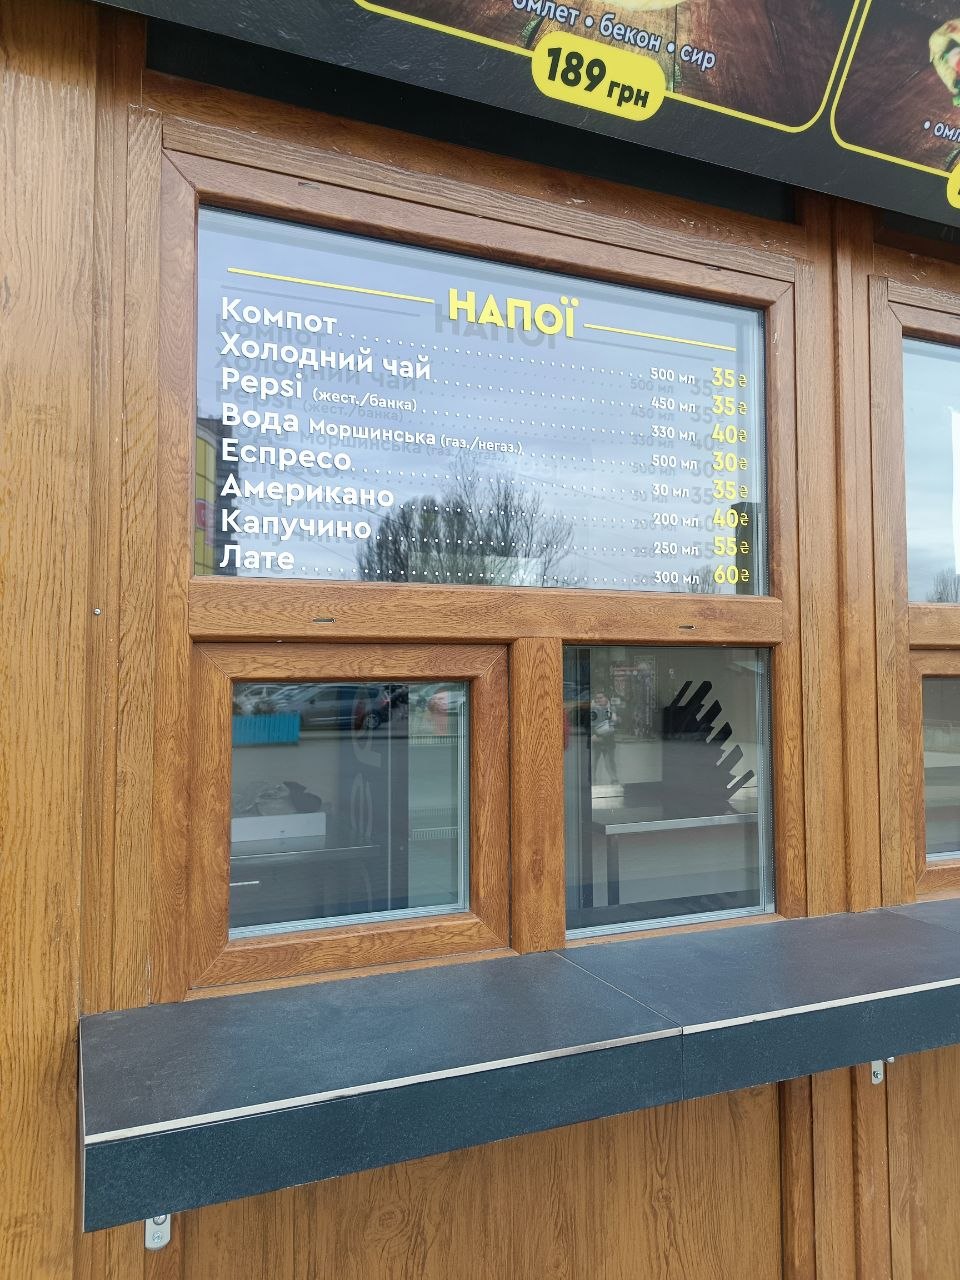 омлет • бекон • сир
189 грн
НАПОЇ
Компот 500 мл 35₴
Холодний чай 450 мл 35₴
Pepsi (жест./банка) 330 мл 40₴
Вода Моршинська (газ./негаз.) 500 мл 30₴
Еспресо 30 мл 35₴
Американо 200 мл 40₴
Капучино 250 мл 55₴
Лате 300 мл 60₴